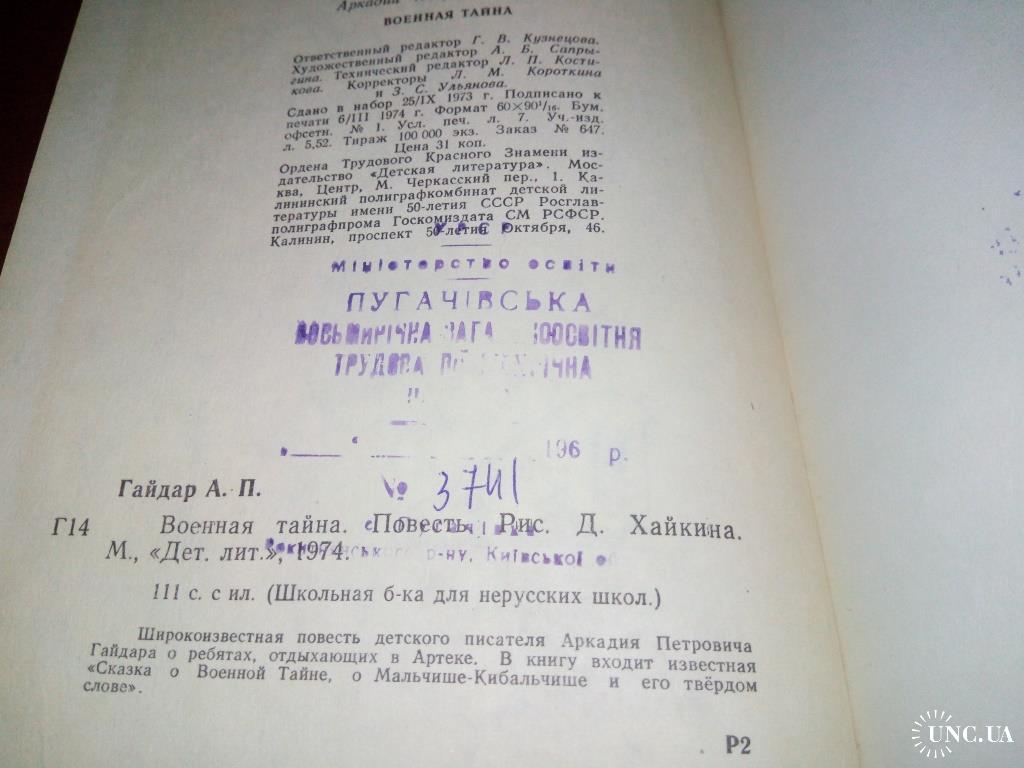 Аркадий
ВОЕННАЯ ТАЙНА
Ответственный редактор Г. В. Кузнецова.
Художественный редактор А. Б. Сапры-
гина. Технический редактор Л. П. Кости-
кова. Корректоры Л. М. Короткина
и З. С. Ульянова.
Сдано в набор 25/IX 1973 г. Подписано к
печати 6/III 1974 г. Формат 60×90¹/₁₆. Бум.
офсетн. № 1. Усл. печ. л. 7. Уч.-изд.
л. 5,52. Тираж 100 000 экз. Заказ № 647.
Цена 31 коп.
Ордена Трудового Красного Знамени из-
дательство «Детская литература». Мос-
ква, Центр, М. Черкасский пер., 1. Ка-
лининский полиграфкомбинат детской ли-
тературы имени 50-летия СССР Росглав-
полиграфпрома Госкомиздата СМ РСФСР.
Калинин, проспект 50-летия Октября, 46.
УРСР
Міністерство освіти
ПУГАЧІВСЬКА
ВОСЬМИРІЧНА
ТРУДОВА
196 р.
№ 3741
Гайдар А. П.
Г14 Военная тайна. Повесть. Рис. Д. Хайкина.
М., «Дет. лит.», 1974.
р-ну, Київської
111 с. с ил. (Школьная б-ка для нерусских школ.)
Широкоизвестная повесть детского писателя Аркадия Петровича
Гайдара о ребятах, отдыхающих в Артеке. В книгу входит известная
«Сказка о Военной Тайне, о Мальчише-Кибальчише и его твёрдом
слове».
Р2
UNC.UA